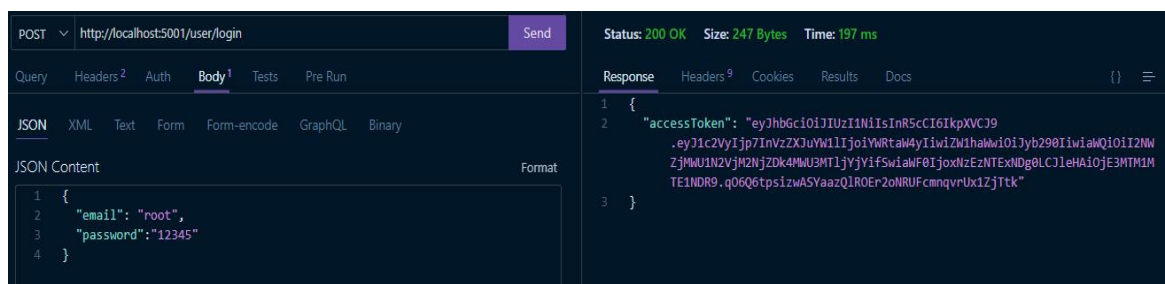 POST http://localhost:5001/user/login Send
Status: 200 OK Size: 247 Bytes Time: 197 ms
Query Headers 2 Auth Body 1 Tests Pre Run
Response Headers 9 Cookies Results Docs {}
JSON XML Text Form Form-encode GraphQL Binary
JSON Content Format
1 {
2 "email": "root",
3 "password":"12345"
4 }
1 {
2 "accessToken": "eyJhbGciOiJIUzI1NiIsInR5cCI6IkpXVCJ9
.eyJ1c2VyIjp7InVzZXJuYW1lIjoiYWRtaW4yIiwiZW1haWwiOiJyb290IiwiaWQiOiI2NW
ZjMWU1N2VjM2NjZDk4MWU3MTljYjYifSwiaWF0IjoxNzEzNTExNDg0LCJleHAiOjE3MTM1M
TE1NDR9.qO6Q6tpsizwASYaazQlROEr2oNRUFcmnqvrUx1ZjTtk"
3 }